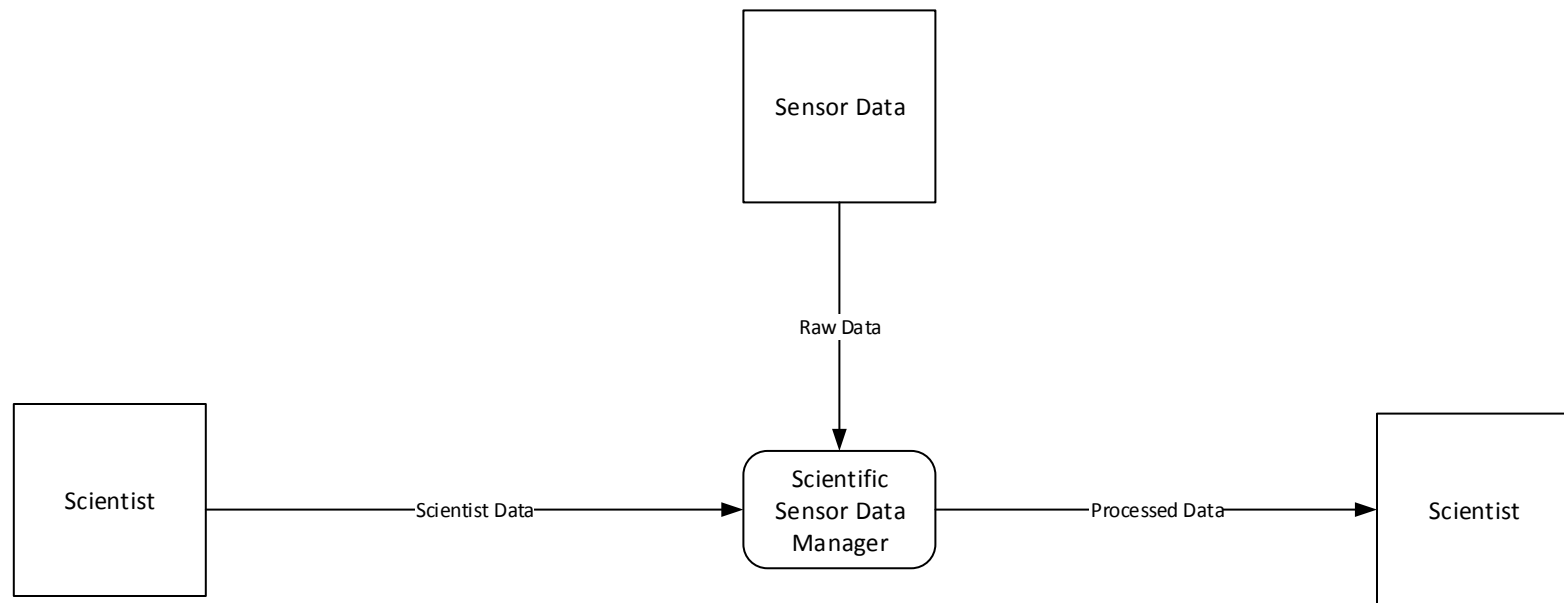 Sensor Data
Raw Data
Scientist
Scientist Data
Scientific
Sensor Data
Manager
Processed Data
Scientist